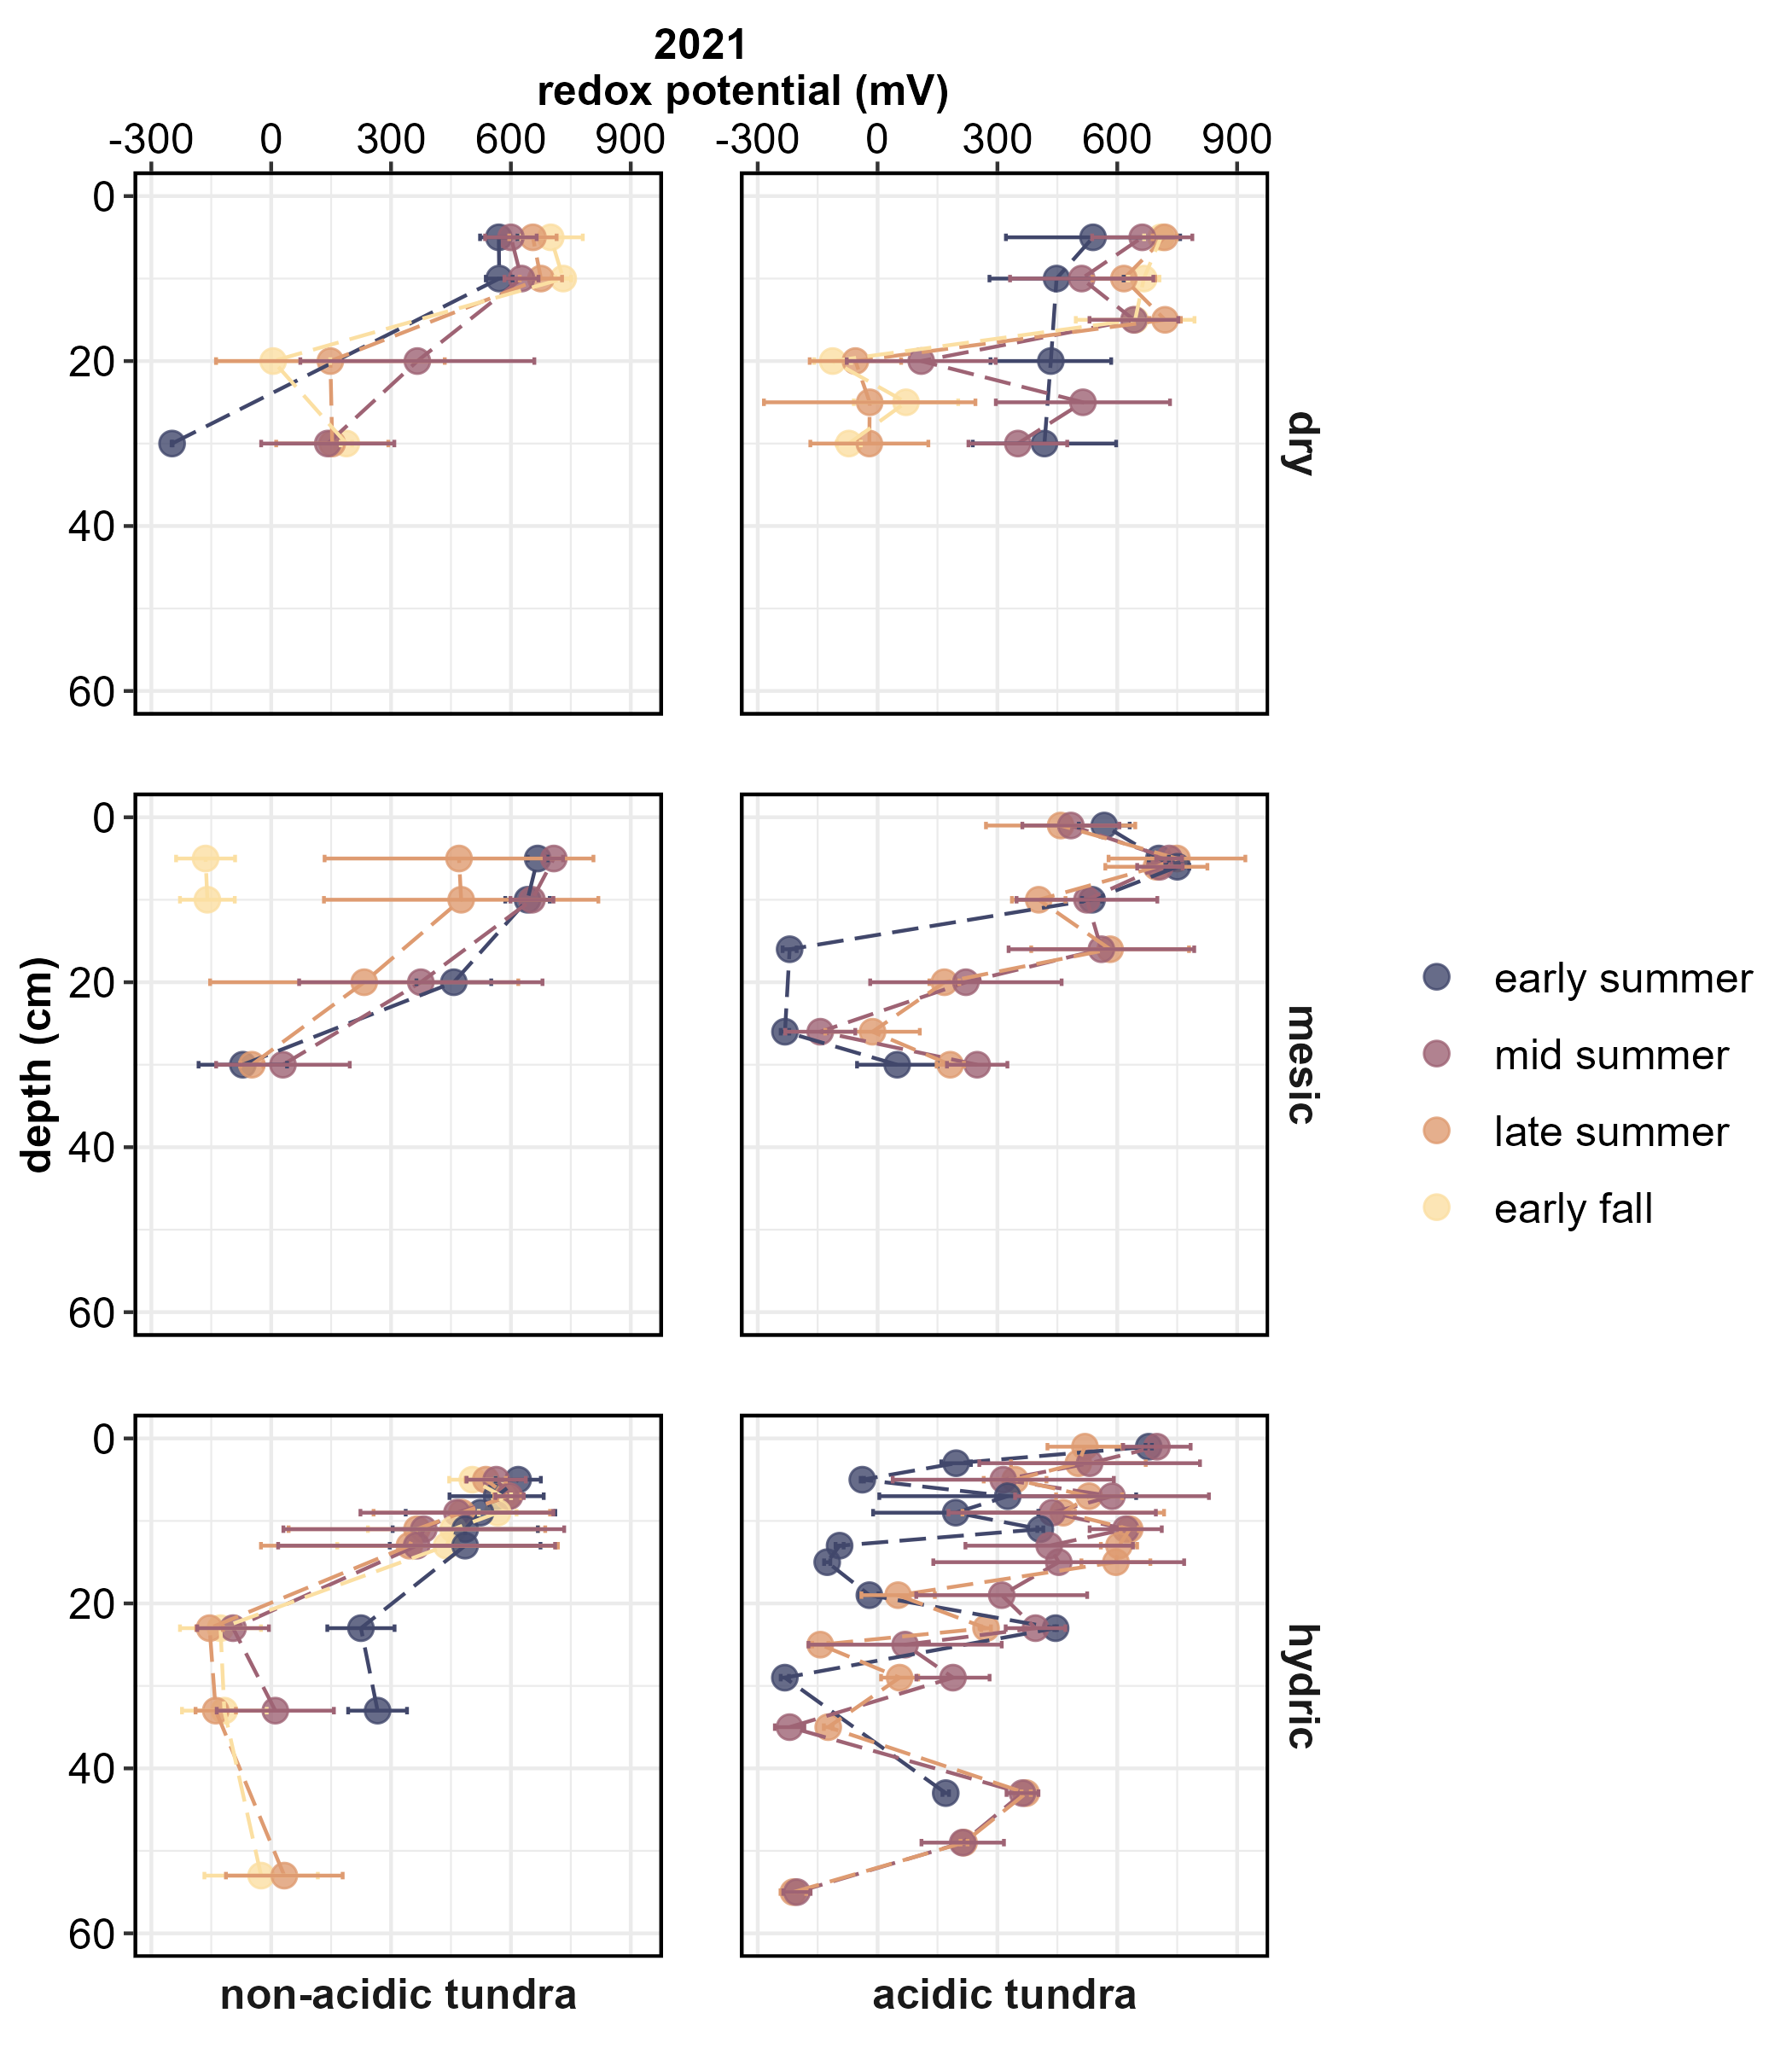 2021
redox potential (mV)
-300 0 300 600 900 -300 0 300 600 900
0
20
40
60
dry
0
20
40
60
mesic
depth (cm)
early summer
mid summer
late summer
early fall
0
20
40
60
hydric
non-acidic tundra acidic tundra